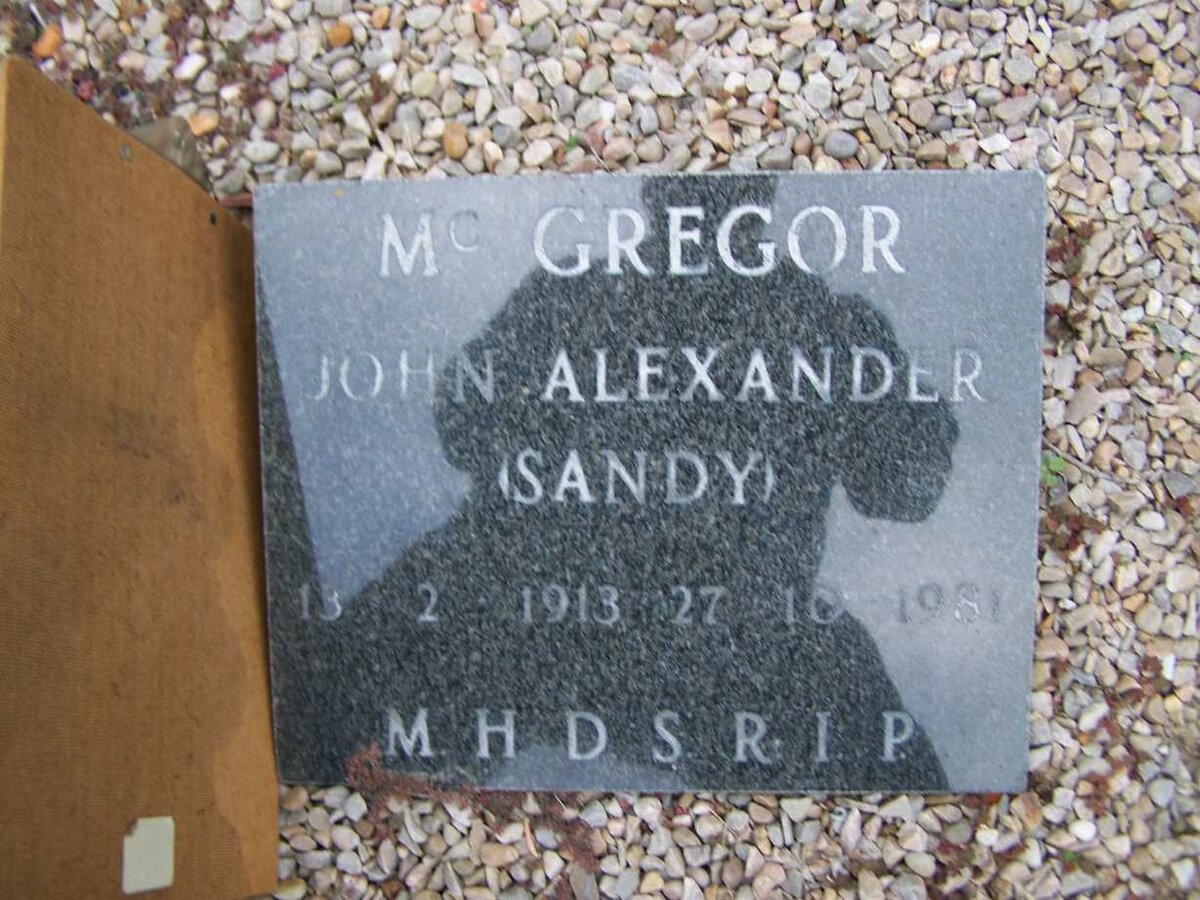 Mc GREGOR
JOHN ALEXANDER
(SANDY)
13 2 - 1913 27 10 - 1981
M H D S R I P